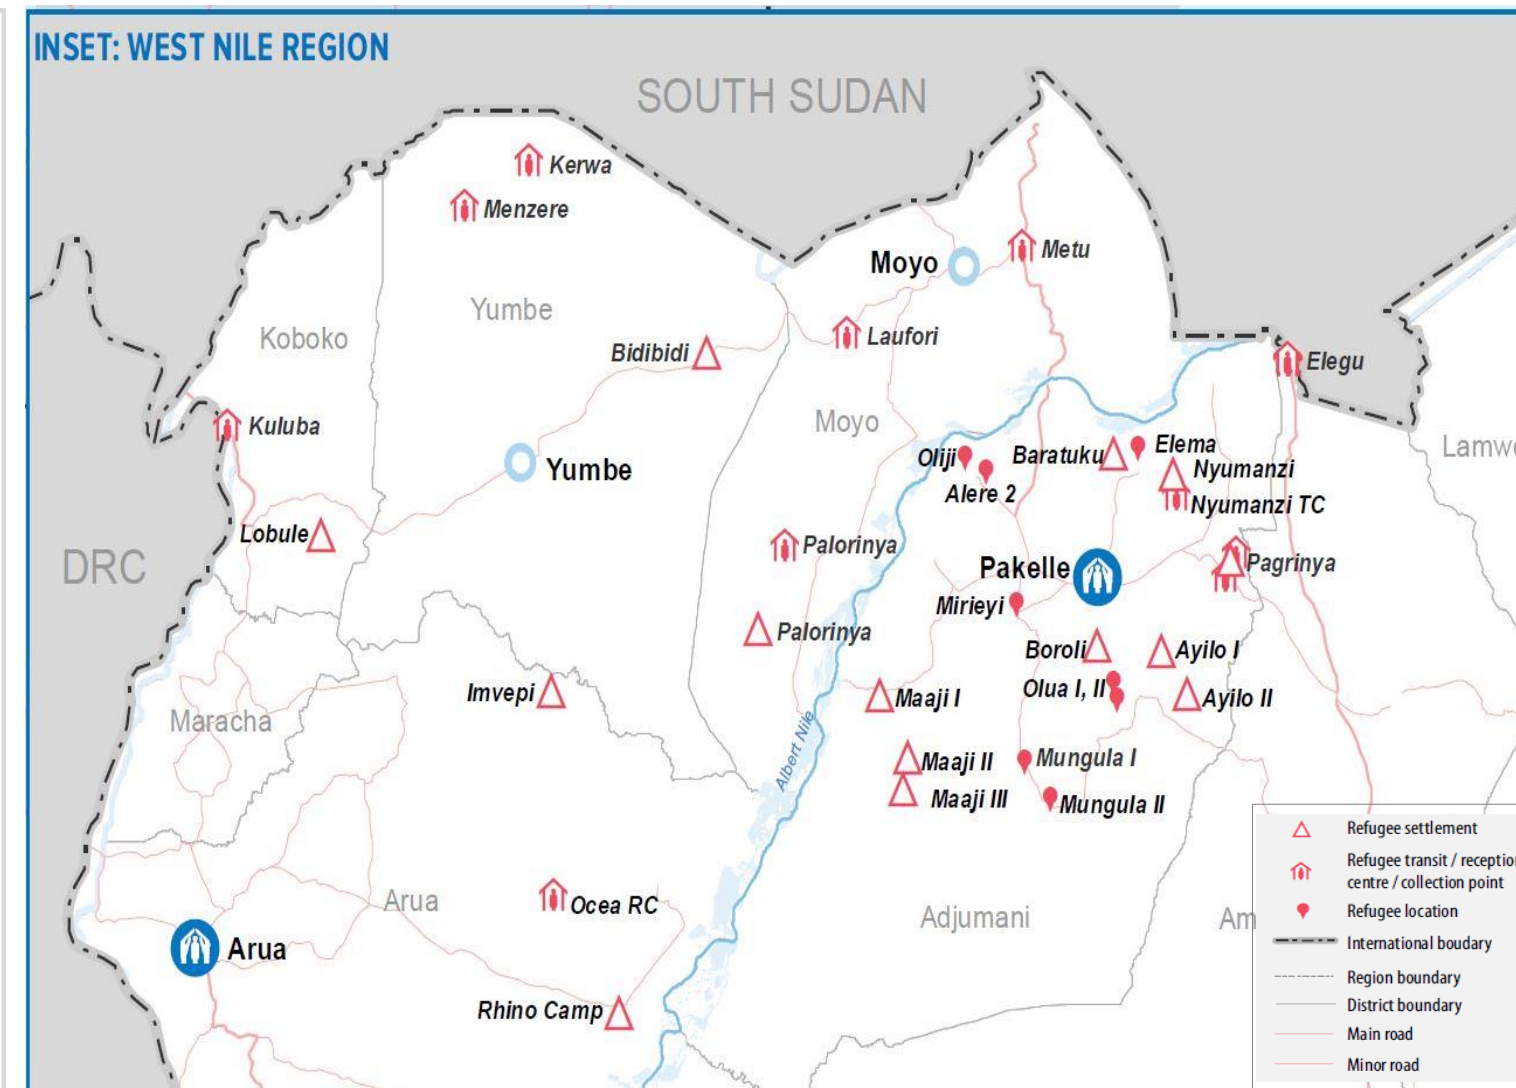 INSET: WEST NILE REGION
SOUTH SUDAN
Kerwa
Menzere
Metu
Moyo
Yumbe
Koboko
Laufori
Bidibidi
Elegu
Moyo
Kuluba
Lamw
Oliji
Baratuku
Elema
Yumbe
Nyumanzi
Alere 2
Nyumanzi TC
Lobule
Palorinya
DRC
Pakelle
Pagrinya
Mirieyi
Palorinya
Boroli
Ayilo I
Imvepi
Olua I, II
Maaji I
Ayilo II
Maracha
Albert Nile
Maaji II
Mungula I
Maaji III
Mungula II
Refugee settlement
Refugee transit / reception
centre / collection point
Arua
Ocea RC
Adjumani
Am
Refugee location
International boudary
Arua
Region boundary
Rhino Camp
District boundary
Main road
Minor road